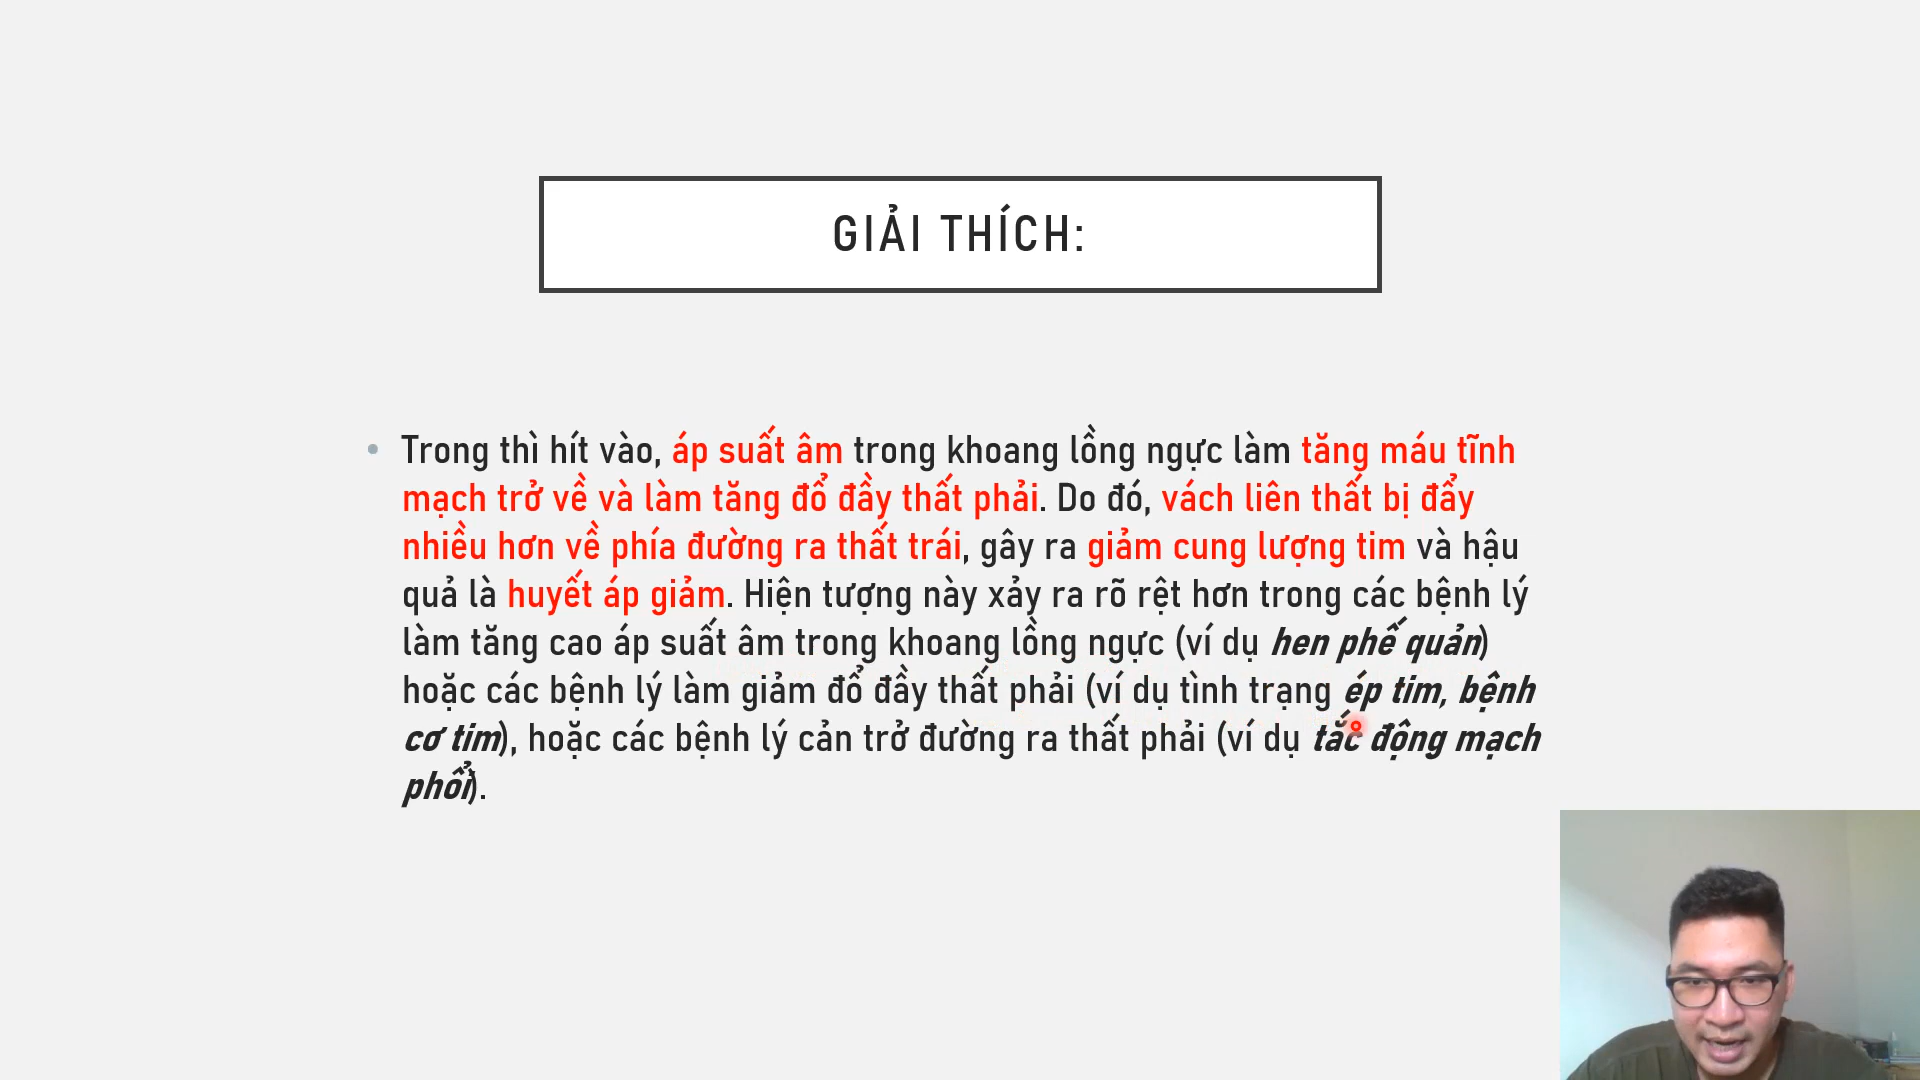 GIẢI THÍCH:
Trong thì hít vào, áp suất âm trong khoang lồng ngực làm tăng máu tĩnh
mạch trở về và làm tăng đổ đầy thất phải. Do đó, vách liên thất bị đẩy
nhiều hơn về phía đường ra thất trái, gây ra giảm cung lượng tim và hậu
quả là huyết áp giảm. Hiện tượng này xảy ra rõ rệt hơn trong các bệnh lý
làm tăng cao áp suất âm trong khoang lồng ngực (ví dụ hen phế quản)
hoặc các bệnh lý làm giảm đổ đầy thất phải (ví dụ tình trạng ép tim, bệnh
cơ tim), hoặc các bệnh lý cản trở đường ra thất phải (ví dụ tắc động mạch
phổi).